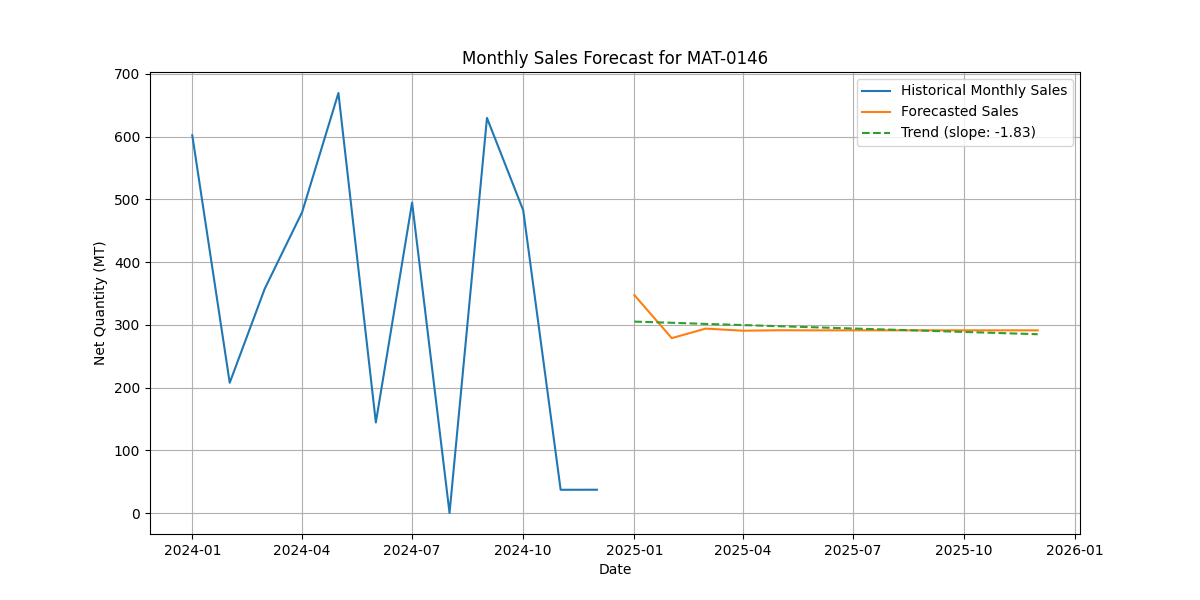 Monthly Sales Forecast for MAT-0146
Historical Monthly Sales
Forecasted Sales
Trend (slope: -1.83)
Net Quantity (MT)
700
600
500
400
300
200
100
0
2024-01 2024-04 2024-07 2024-10 2025-01 2025-04 2025-07 2025-10 2026-01
Date